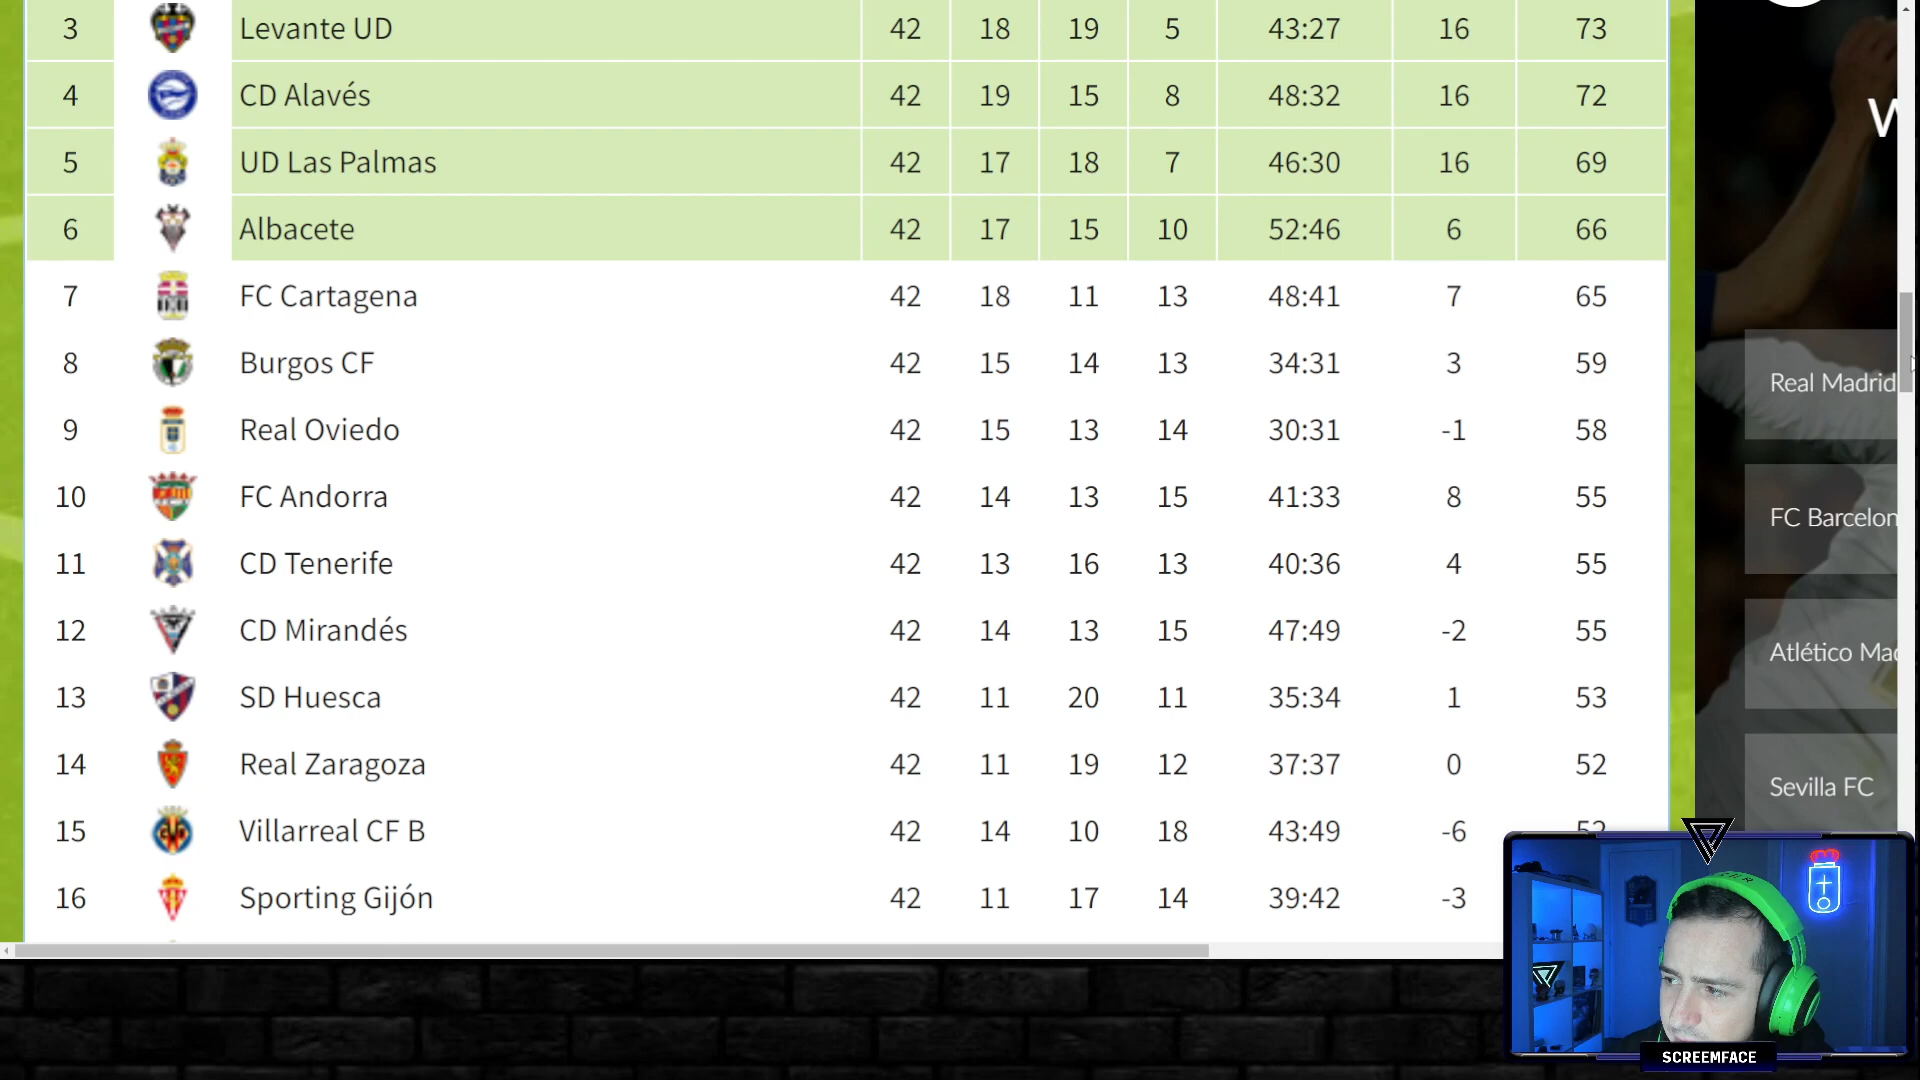 3 Levante UD 42 18 19 5 43:27 16 73
4 CD Alavés 42 19 15 8 48:32 16 72
5 UD Las Palmas 42 17 18 7 46:30 16 69
6 Albacete 42 17 15 10 52:46 6 66
7 FC Cartagena 42 18 11 13 48:41 7 65
8 Burgos CF 42 15 14 13 34:31 3 59
9 Real Oviedo 42 15 13 14 30:31 -1 58
10 FC Andorra 42 14 13 15 41:33 8 55
11 CD Tenerife 42 13 16 13 40:36 4 55
12 CD Mirandés 42 14 13 15 47:49 -2 55
13 SD Huesca 42 11 20 11 35:34 1 53
14 Real Zaragoza 42 11 19 12 37:37 0 52
15 Villarreal CF B 42 14 10 18 43:49 -6
16 Sporting Gijón 42 11 17 14 39:42 -3
W
Real Madrid
FC Barcelon
Atlético Mad
Sevilla FC
SCREEMFACE